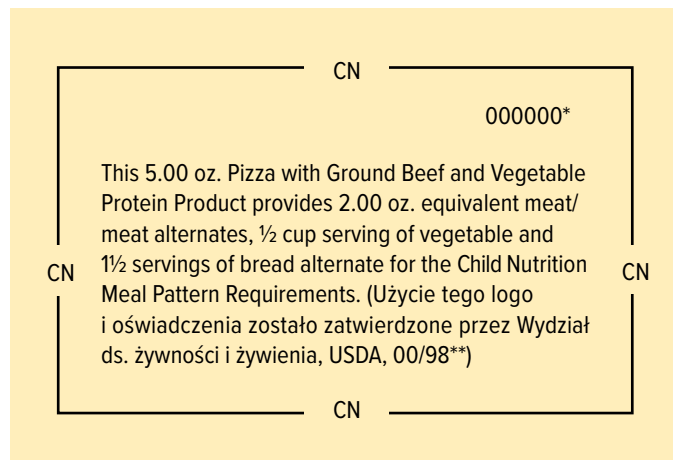 CN
000000*
This 5.00 oz. Pizza with Ground Beef and Vegetable
Protein Product provides 2.00 oz. equivalent meat/
meat alternates, ½ cup serving of vegetable and
CN 1½ servings of bread alternate for the Child Nutrition CN
Meal Pattern Requirements. (Użycie tego logo
i oświadczenia zostało zatwierdzone przez Wydział
ds. żywności i żywienia, USDA, 00/98**)
CN